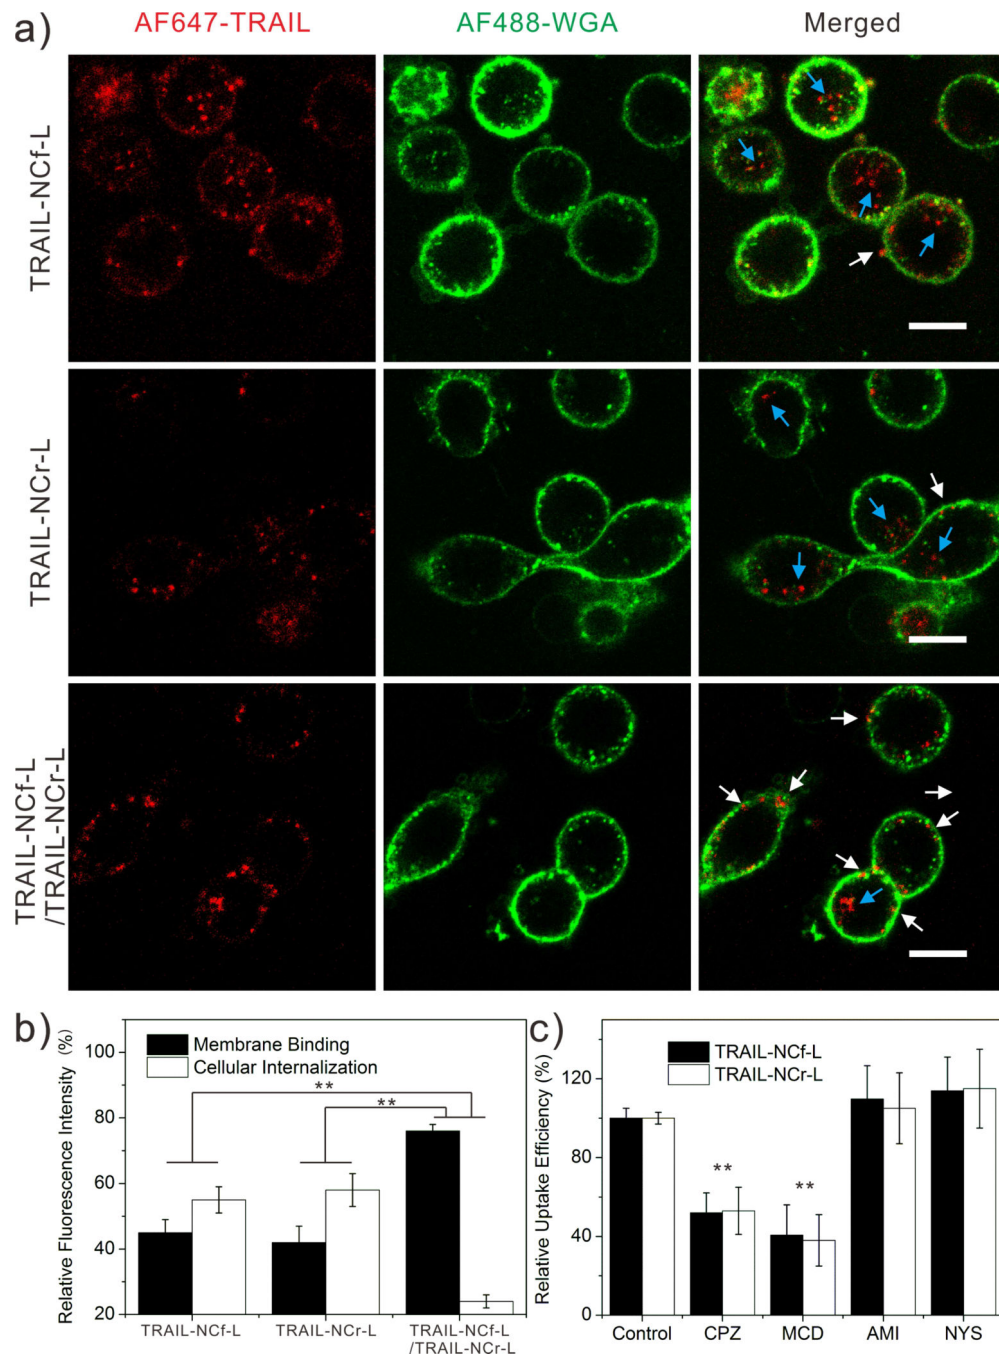 a)
AF647-TRAIL
AF488-WGA
Merged
TRAIL-NCf-L
TRAIL-NCr-L
TRAIL-NCf-L
/TRAIL-NCr-L
b)
Relative Fluorescence Intensity (%)
100
80
60
40
20
Membrane Binding
Cellular Internalization
**
**
TRAIL-NCf-L
TRAIL-NCr-L
TRAIL-NCf-L
/TRAIL-NCr-L
c)
Relative Uptake Efficiency (%)
120
80
40
0
TRAIL-NCf-L
TRAIL-NCr-L
**
**
Control
CPZ
MCD
AMI
NYS